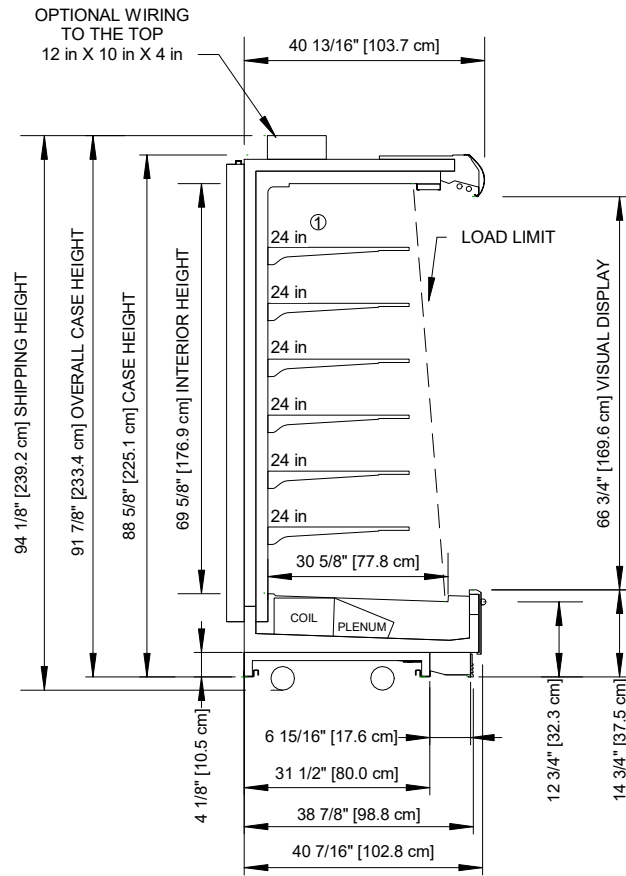 OPTIONAL WIRING
TO THE TOP
12 in X 10 in X 4 in
40 13/16" [103.7 cm]
94 1/8" [239.2 cm] SHIPPING HEIGHT
91 7/8" [233.4 cm] OVERALL CASE HEIGHT
88 5/8" [225.1 cm] CASE HEIGHT
69 5/8" [176.9 cm] INTERIOR HEIGHT
1
24 in
24 in
24 in
24 in
24 in
24 in
LOAD LIMIT
66 3/4" [169.6 cm] VISUAL DISPLAY
30 5/8" [77.8 cm]
COIL
PLENUM
4 1/8" [10.5 cm]
6 15/16" [17.6 cm]
31 1/2" [80.0 cm]
38 7/8" [98.8 cm]
40 7/16" [102.8 cm]
12 3/4" [32.3 cm]
14 3/4" [37.5 cm]